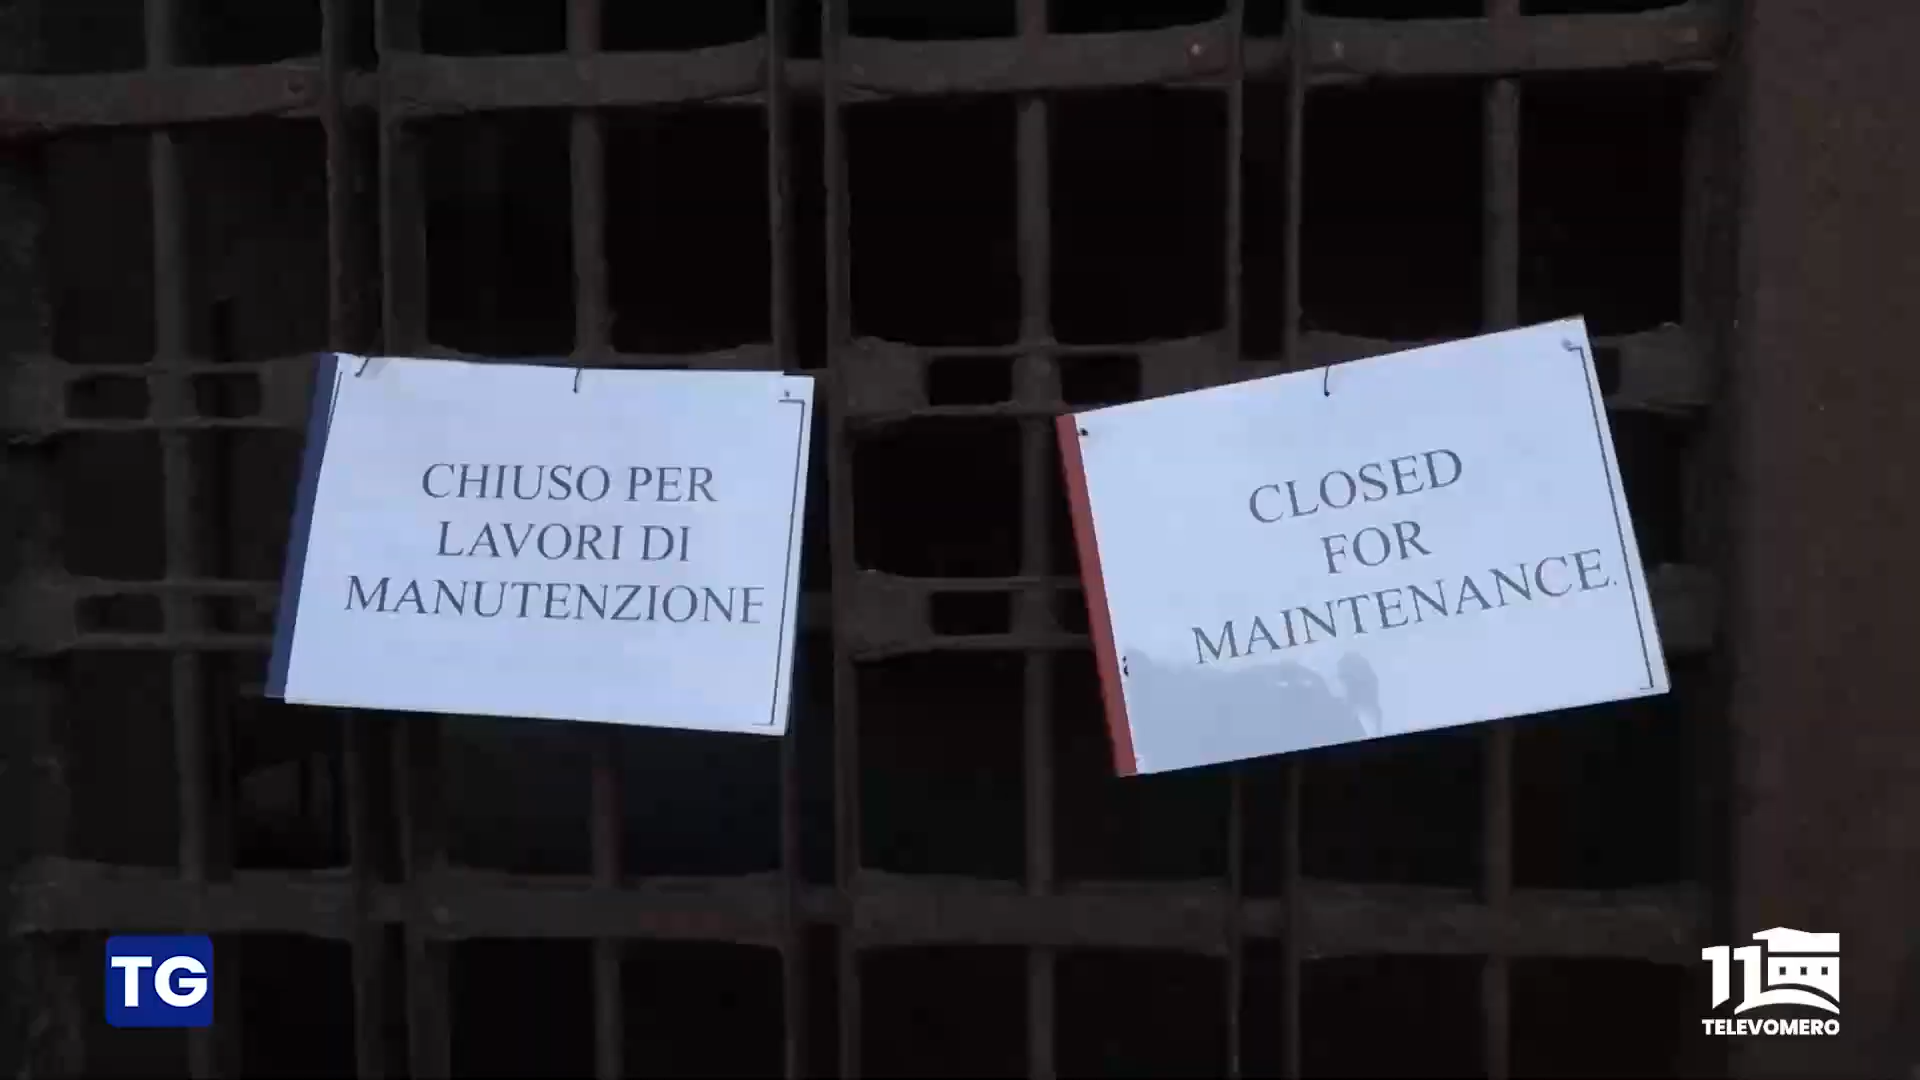 CHIUSO PER
LAVORI DI
MANUTENZIONE
CLOSED
FOR
MAINTENANCE.
TG
11
TELEVOMERO